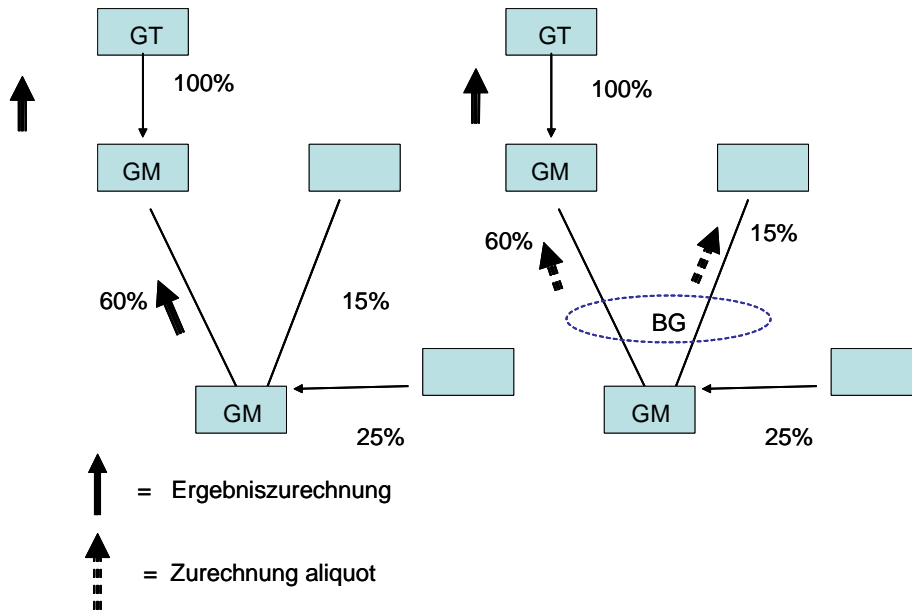 GT
100%
GM
60%
15%
GM
25%
GT
100%
GM
60%
15%
BG
GM
25%
= Ergebniszurechnung
= Zurechnung aliquot